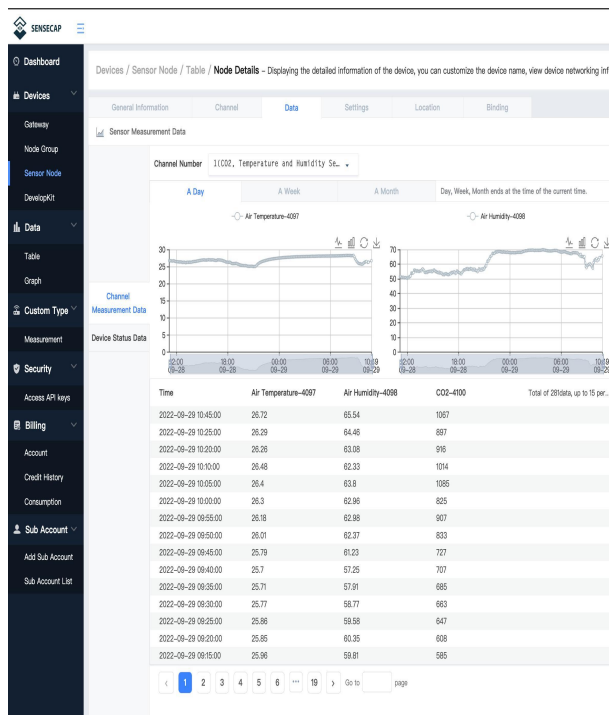 SENSECAP
Dashboard
Devices
Gateway
Node Group
Sensor Node
DevelopKit
Data
Table
Graph
Custom Type
Measurement
Security
Access API keys
Billing
Account
Credit History
Consumption
Sub Account
Add Sub Account
Sub Account List
Devices / Sensor Node / Table / Node Details - Displaying the detailed information of the device, you can customize the device name, view device networking inf
General Information Channel Data Settings Location Binding
Sensor Measurement Data
Channel Measurement Data
Device Status Data
Channel Number 1(CO2, Temperature and Humidity Se…
A Day A Week A Month Day, Week, Month ends at the time of the current time.
Air Temperature-4097
30
25
20
15
10
5
0
12:00 18:00 00:00 06:00 10:49
09-28 09-28 09-29 09-29 09-29
Air Humidity-4098
70
60
50
40
30
20
10
0
12:00 18:00 00:00 06:00 10:49
09-28 09-28 09-29 09-29 09-29
Time Air Temperature-4097 Air Humidity-4098 CO2-4100 Total of 281data, up to 15 per...
2022-09-29 10:45:00 26.72 65.54 1067
2022-09-29 10:25:00 26.29 64.46 897
2022-09-29 10:20:00 26.26 63.08 916
2022-09-29 10:10:00 26.48 62.33 1014
2022-09-29 10:05:00 26.4 63.8 1085
2022-09-29 10:00:00 26.3 62.96 825
2022-09-29 09:55:00 26.18 62.98 907
2022-09-29 09:50:00 26.01 62.37 833
2022-09-29 09:45:00 25.79 61.23 727
2022-09-29 09:40:00 25.7 57.25 707
2022-09-29 09:35:00 25.71 57.91 685
2022-09-29 09:30:00 25.77 58.77 663
2022-09-29 09:25:00 25.86 59.58 647
2022-09-29 09:20:00 25.85 60.35 608
2022-09-29 09:15:00 25.96 59.81 585
‹ 1 2 3 4 5 6 ••• 19 › Go to page